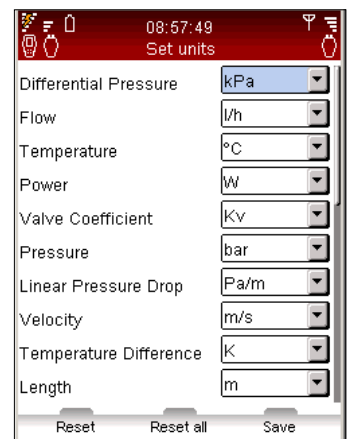 08:57:49
Set units
Differential Pressure kPa
Flow l/h
Temperature °C
Power W
Valve Coefficient Kv
Pressure bar
Linear Pressure Drop Pa/m
Velocity m/s
Temperature Difference K
Length m
Reset Reset all Save